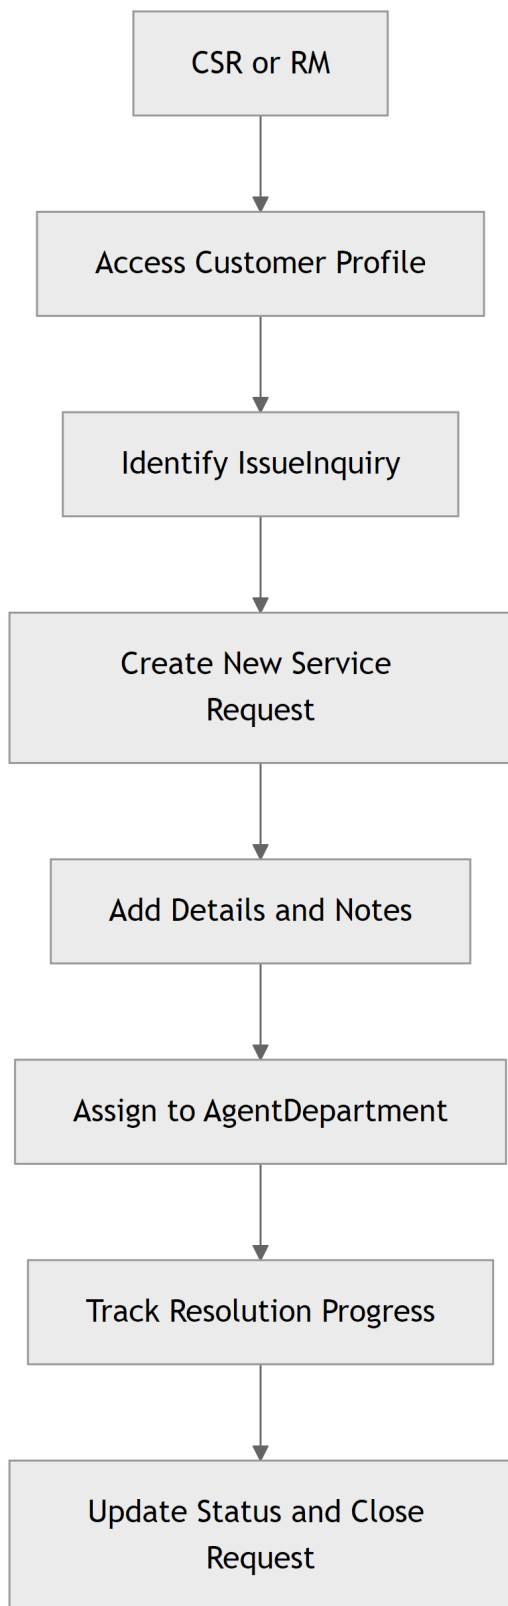 CSR or RM
Access Customer Profile
Identify IssueInquiry
Create New Service
Request
Add Details and Notes
Assign to AgentDepartment
Track Resolution Progress
Update Status and Close
Request